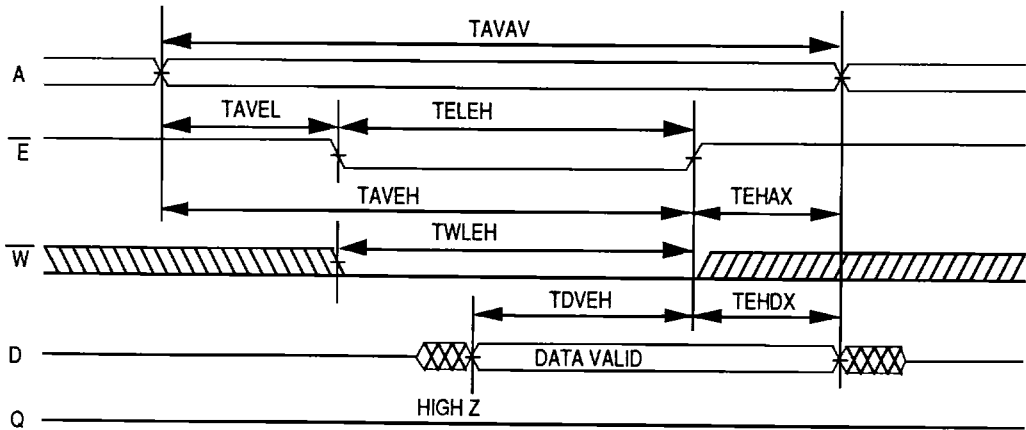 TAVAV
A
TAVEL TELEH
E
TAVEH TEHAX
TWLEH
W
TDVEH TEHDX
D DATA VALID
HIGH Z
Q